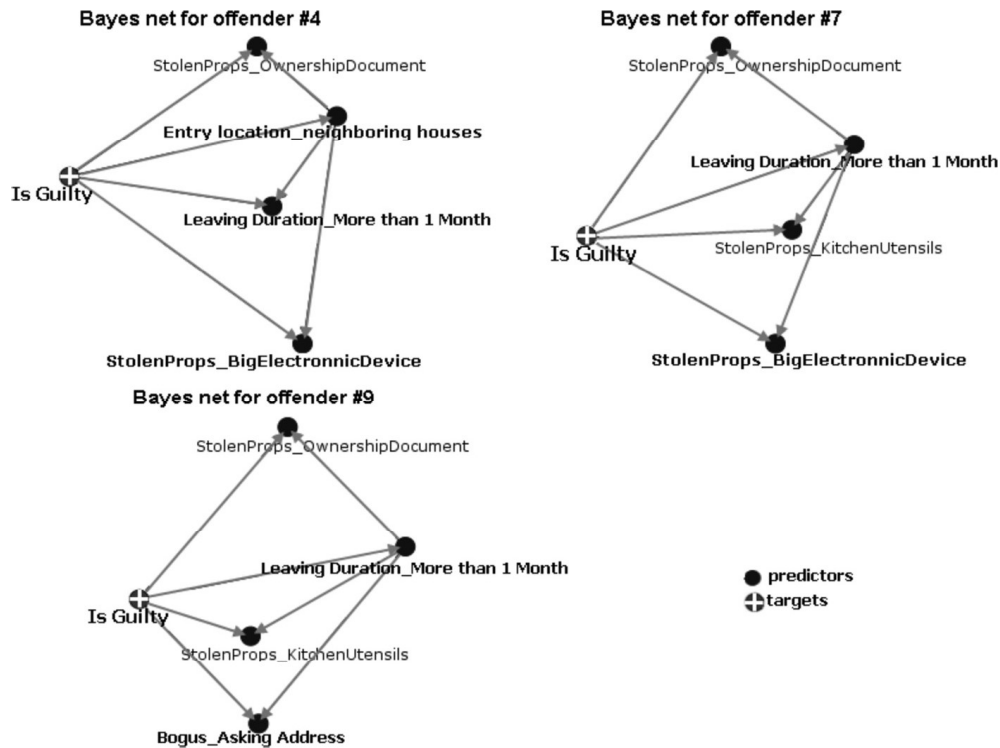 Bayes net for offender #4
StolenProps_OwnershipDocument
Entry location_neighboring houses
Is Guilty
Leaving Duration_More than 1 Month
StolenProps_BigElectronnicDevice
Bayes net for offender #7
StolenProps_OwnershipDocument
Leaving Duration_More than 1 Month
StolenProps_KitchenUtensils
Is Guilty
StolenProps_BigElectronnicDevice
Bayes net for offender #9
StolenProps_OwnershipDocument
Leaving Duration_More than 1 Month
Is Guilty
StolenProps_KitchenUtensils
Bogus_Asking Address
predictors
targets